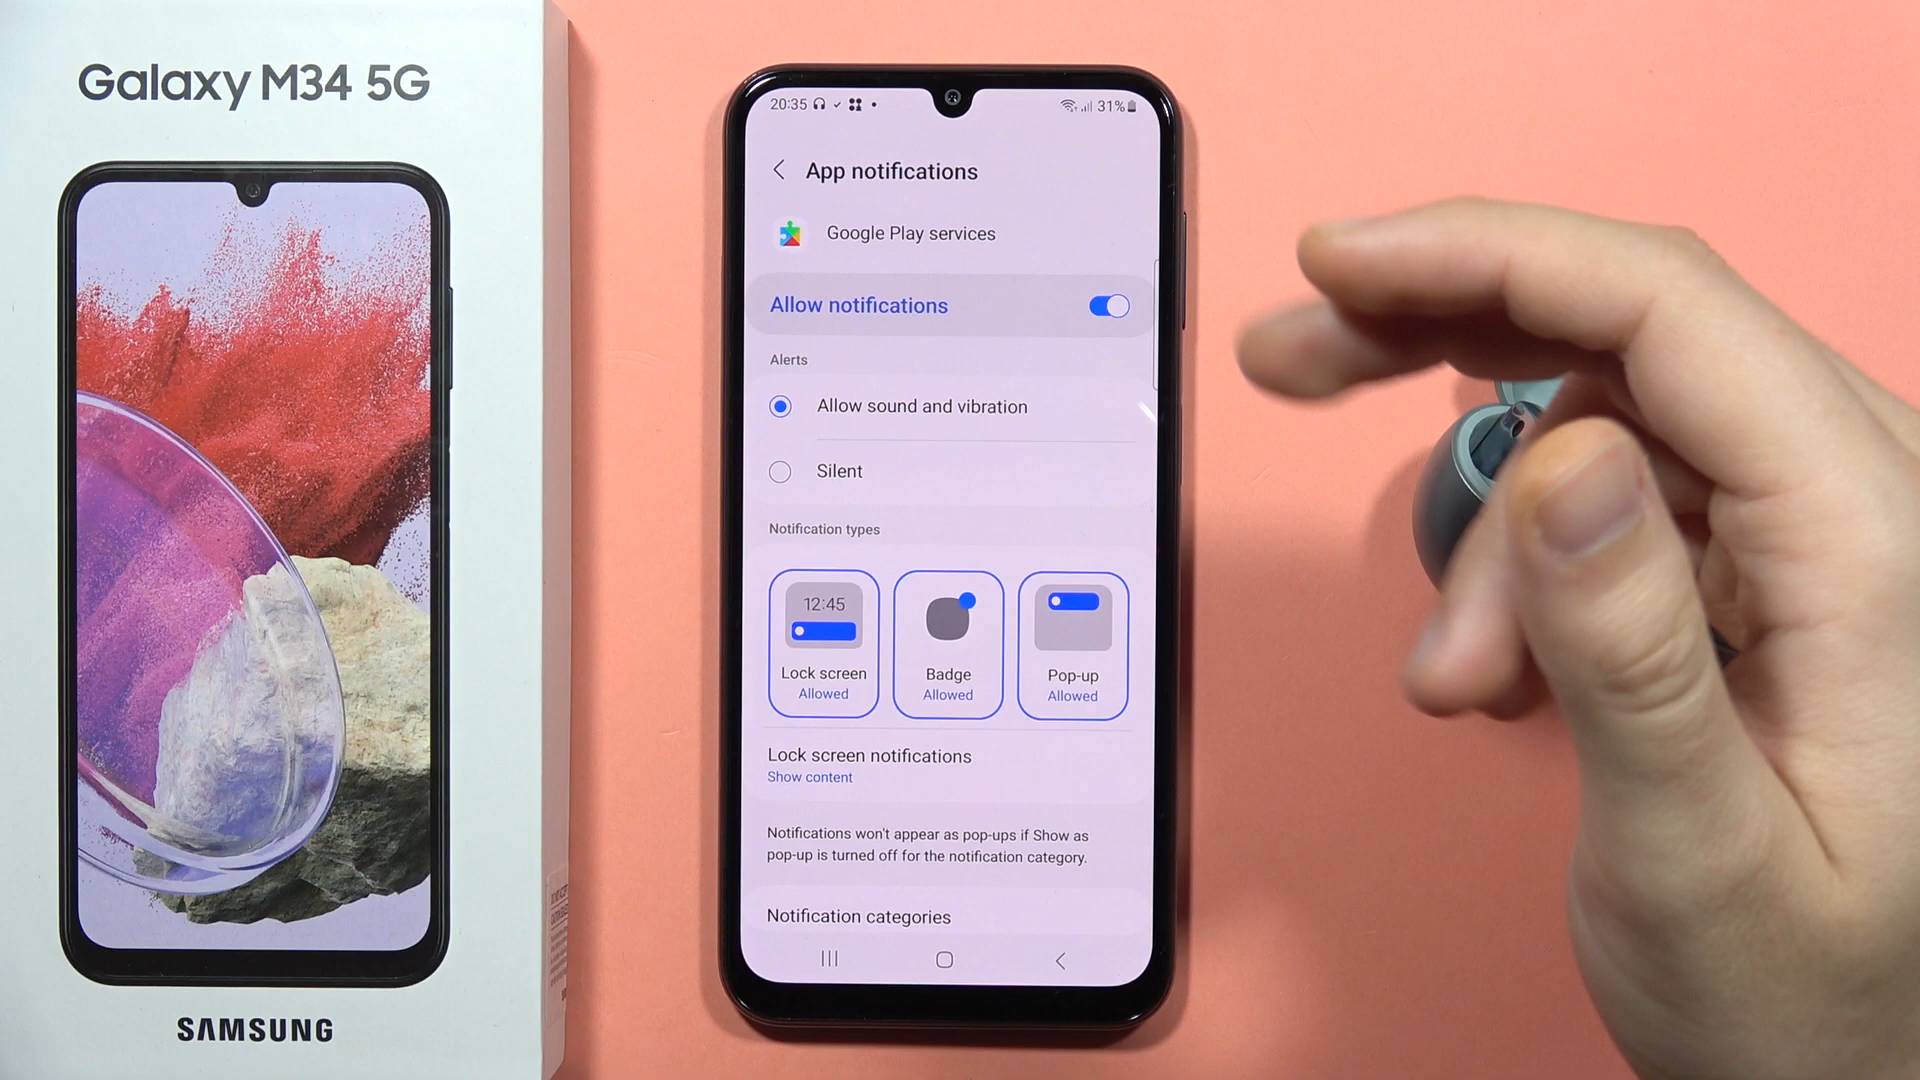 Galaxy M34 5G
SAMSUNG
20:35
31%
App notifications
Google Play services
Allow notifications
Alerts
Allow sound and vibration
Silent
Notification types
12:45
Lock screen
Allowed
Badge
Allowed
Pop-up
Allowed
Lock screen notifications
Show content
Notifications won't appear as pop-ups if Show as
pop-up is turned off for the notification category.
Notification categories